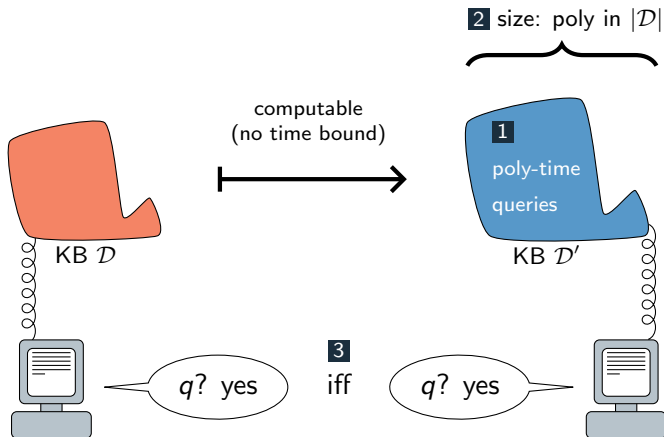 2 size: poly in |𝒟|
computable
(no time bound)
1
poly-time
queries
KB 𝒟
KB 𝒟′
3
q? yes
iff
q? yes